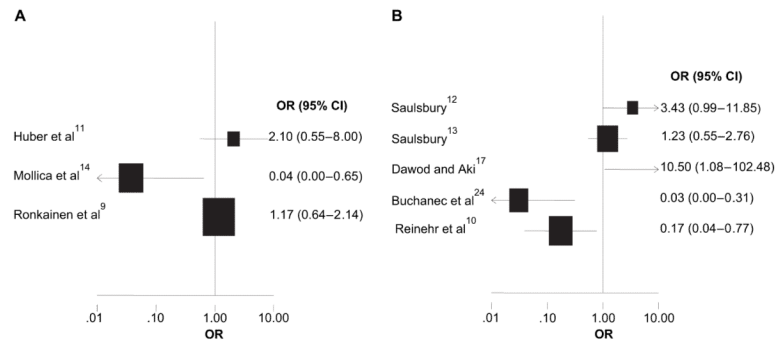 A
OR (95% CI)
Huber et al11 2.10 (0.55–8.00)
Mollica et al14 0.04 (0.00–0.65)
Ronkainen et al9 1.17 (0.64–2.14)
.01 .10 1.00 10.00
OR
B
OR (95% CI)
Saulsbury12 3.43 (0.99–11.85)
Saulsbury13 1.23 (0.55–2.76)
Dawod and Aki17 10.50 (1.08–102.48)
Buchanec et al24 0.03 (0.00–0.31)
Reinehr et al10 0.17 (0.04–0.77)
.01 .10 1.00 10.00
OR